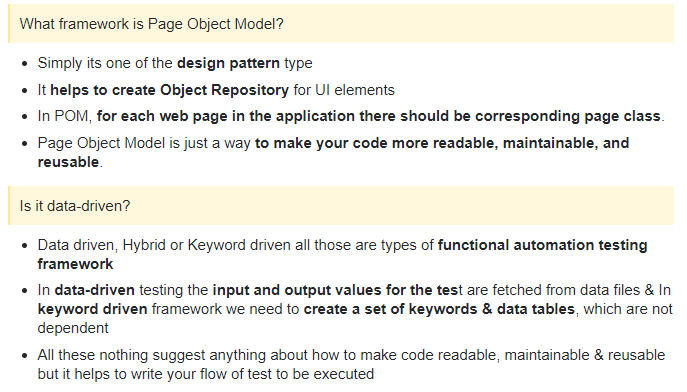 What framework is Page Object Model?
• Simply its one of the design pattern type
• It helps to create Object Repository for UI elements
• In POM, for each web page in the application there should be corresponding page class.
• Page Object Model is just a way to make your code more readable, maintainable, and
reusable.
Is it data-driven?
• Data driven, Hybrid or Keyword driven all those are types of functional automation testing
framework
• In data-driven testing the input and output values for the test are fetched from data files & In
keyword driven framework we need to create a set of keywords & data tables, which are not
dependent
• All these nothing suggest anything about how to make code readable, maintainable & reusable
but it helps to write your flow of test to be executed